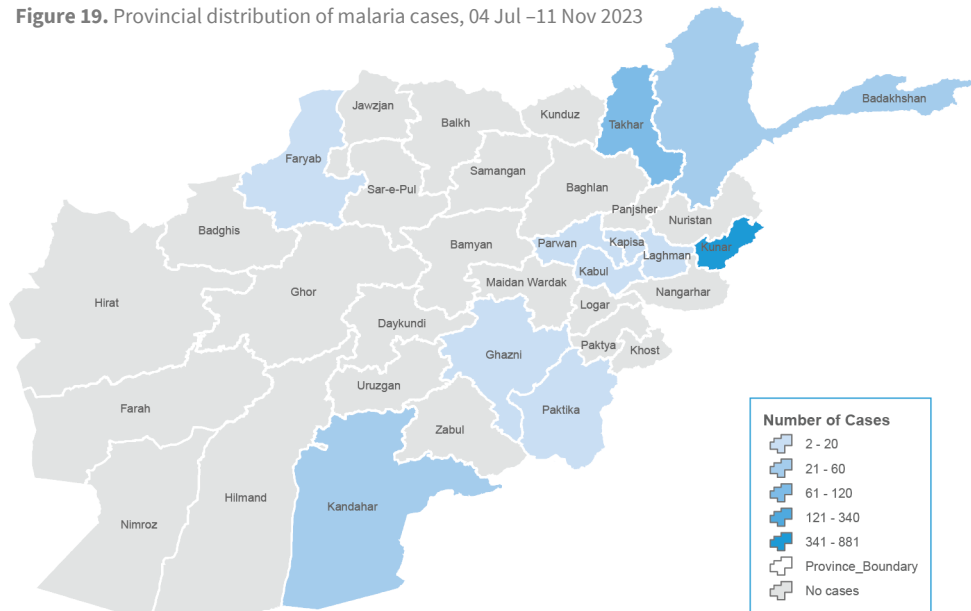 Figure 19. Provincial distribution of malaria cases, 04 Jul –11 Nov 2023
Jawzjan
Balkh
Kunduz
Takhar
Badakhshan
Faryab
Samangan
Sar-e-Pul
Baghlan
Panjsher
Nuristan
Badghis
Bamyan
Parwan
Kapisa
Laghman
Kunar
Kabul
Hirat
Ghor
Maidan Wardak
Nangarhar
Logar
Daykundi
Paktya
Khost
Ghazni
Uruzgan
Farah
Paktika
Zabul
Hilmand
Kandahar
Nimroz
Number of Cases
2 - 20
21 - 60
61 - 120
121 - 340
341 - 881
Province_Boundary
No cases